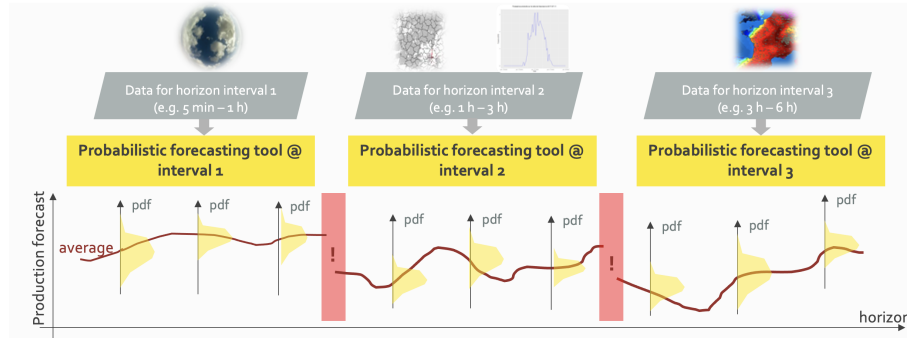 Data for horizon interval 1
(e.g. 5 min – 1 h)
Data for horizon interval 2
(e.g. 1 h – 3 h)
Data for horizon interval 3
(e.g. 3 h – 6 h)
Probabilistic forecasting tool @
interval 1
Probabilistic forecasting tool @
interval 2
Probabilistic forecasting tool @
interval 3
Production forecast
average
pdf
pdf
pdf
!
pdf
pdf
pdf
!
pdf
pdf
pdf
horizon